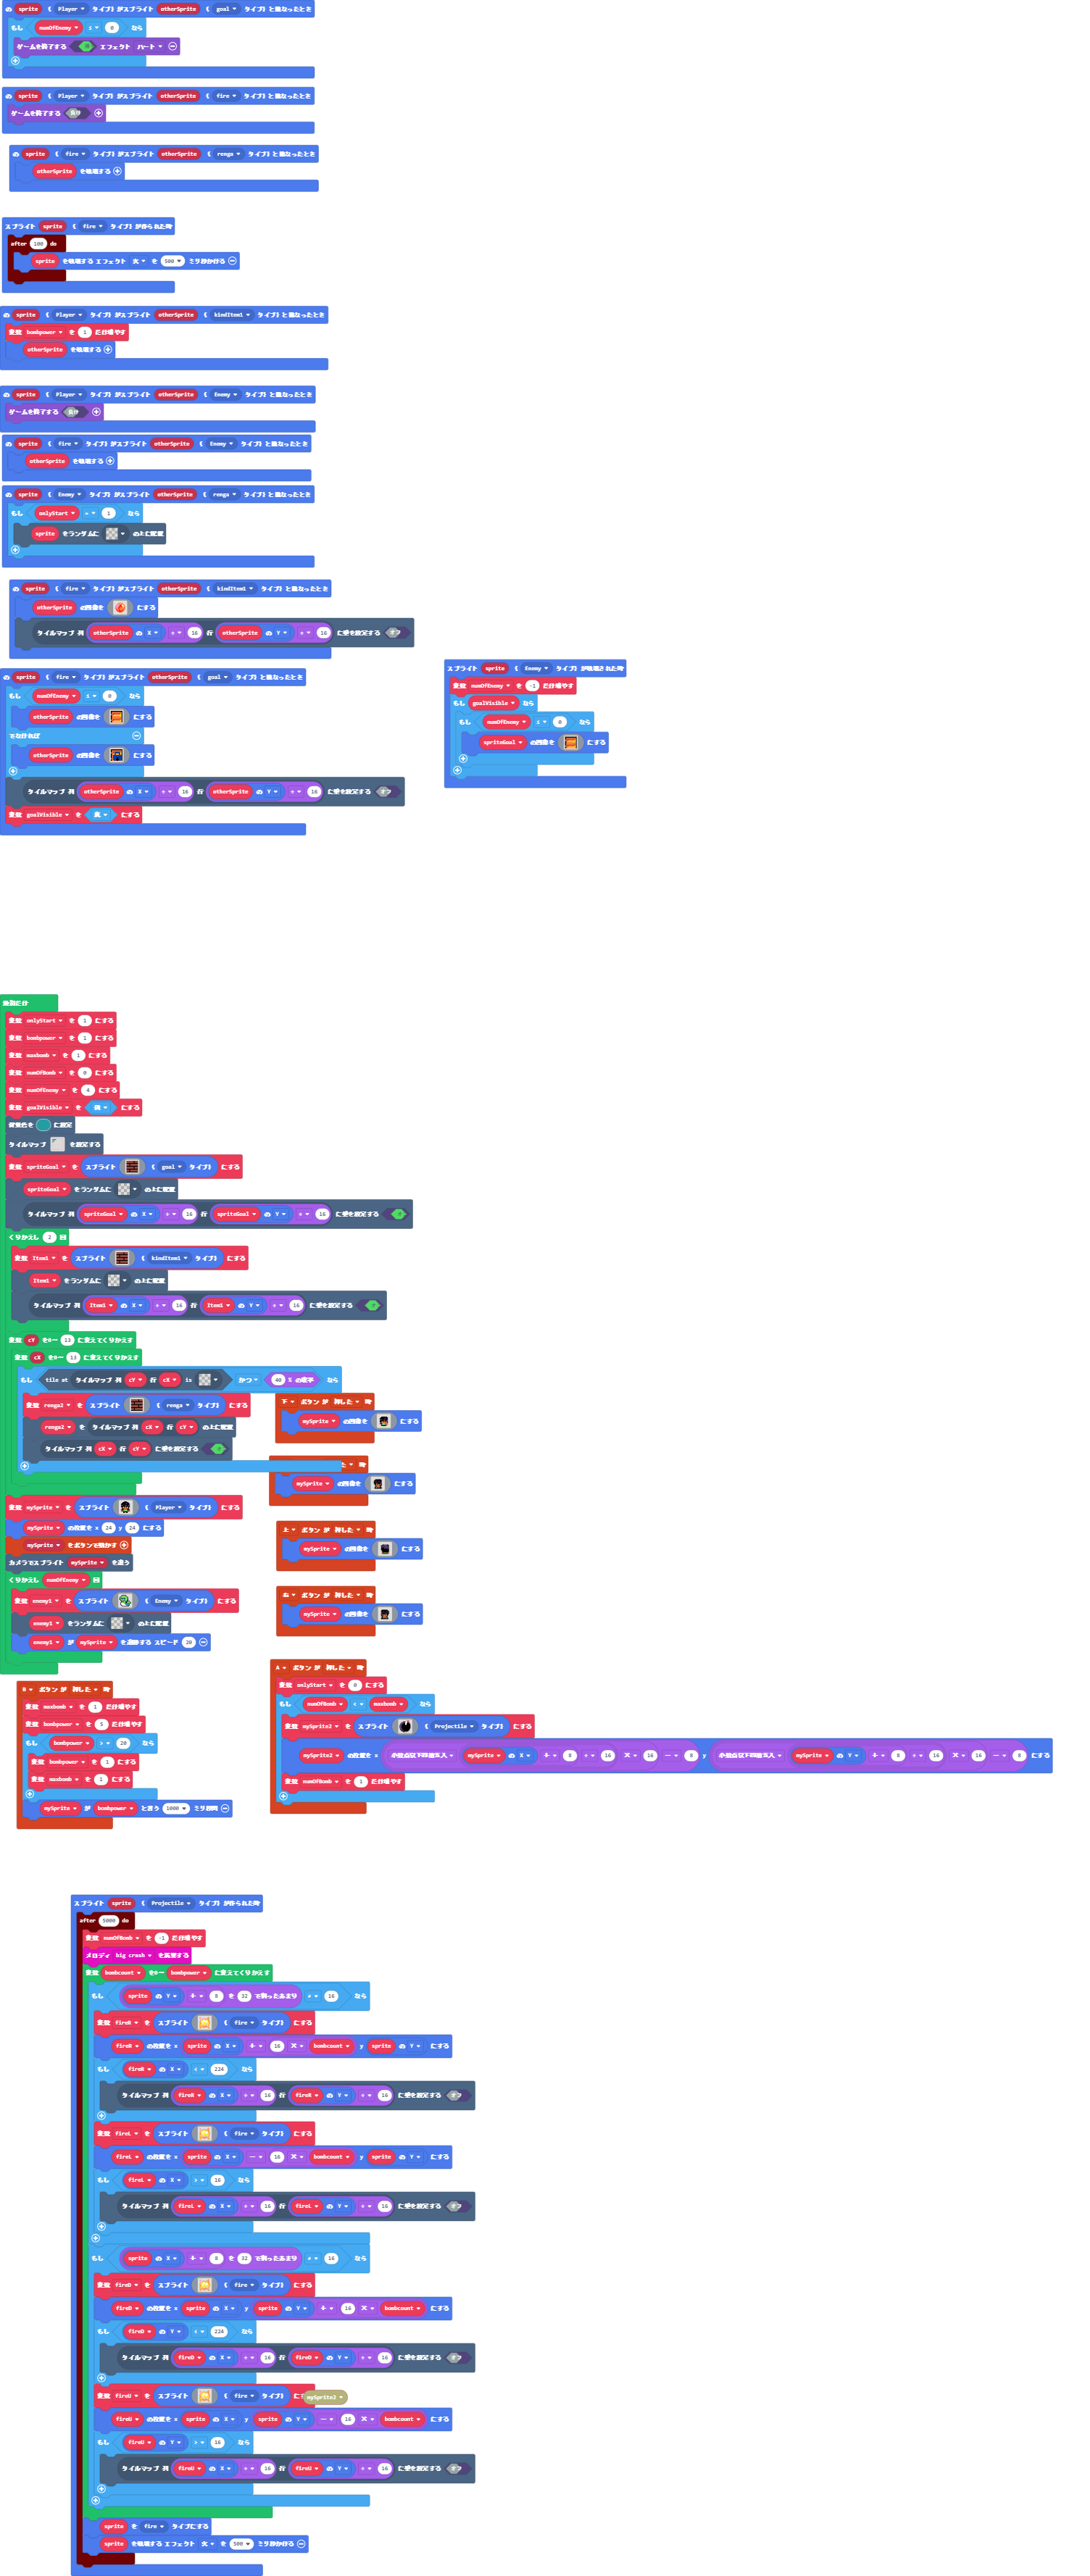 の sprite ( Player タイプ) がスプライト otherSprite ( goal タイプ) と重なったとき
もし numOfEnemy ≤ 0 なら
ゲームを終了する エフェクト ハート
の sprite ( Player タイプ) がスプライト otherSprite ( fire タイプ) と重なったとき
ゲームを終了する
の sprite ( fire タイプ) がスプライト otherSprite ( renga タイプ) と重なったとき
otherSprite を破壊する
スプライト sprite ( fire タイプ) が作られた時
after 100 do
sprite を破壊する エフェクト 火 を 500 ミリ秒かける
の sprite ( Player タイプ) がスプライト otherSprite ( kindItem1 タイプ) と重なったとき
変数 bombpower を 1 だけ増やす
otherSprite を破壊する
の sprite ( Player タイプ) がスプライト otherSprite ( Enemy タイプ) と重なったとき
ゲームを終了する
の sprite ( fire タイプ) がスプライト otherSprite ( Enemy タイプ) と重なったとき
otherSprite を破壊する
の sprite ( Enemy タイプ) がスプライト otherSprite ( renga タイプ) と重なったとき
もし onlyStart = 1 なら
sprite をランダムに の上に配置
の sprite ( fire タイプ) がスプライト otherSprite ( kindItem1 タイプ) と重なったとき
otherSprite の画像を にする
タイルマップ 列 otherSprite の X ÷ 16 行 otherSprite の Y ÷ 16 に壁を設定する オフ
の sprite ( fire タイプ) がスプライト otherSprite ( goal タイプ) と重なったとき
もし numOfEnemy ≤ 0 なら
otherSprite の画像を にする
でなければ
otherSprite の画像を にする
タイルマップ 列 otherSprite の X ÷ 16 行 otherSprite の Y ÷ 16 に壁を設定する オフ
変数 goalVisible を 真 にする
スプライト sprite ( Enemy タイプ) が破壊された時
変数 numOfEnemy を -1 だけ増やす
もし goalVisible なら
もし numOfEnemy ≤ 0 なら
spriteGoal の画像を にする
最初だけ
変数 onlyStart を 1 にする
変数 bombpower を 1 にする
変数 maxbomb を 1 にする
変数 numOfBomb を 0 にする
変数 numOfEnemy を 4 にする
変数 goalVisible を 偽 にする
背景色を に設定
タイルマップ を設定する
変数 spriteGoal を スプライト ( goal タイプ) にする
spriteGoal をランダムに の上に配置
タイルマップ 列 spriteGoal の X ÷ 16 行 spriteGoal の Y ÷ 16 に壁を設定する
くりかえし 2 回
変数 Item1 を スプライト ( kindItem1 タイプ) にする
Item1 をランダムに の上に配置
タイルマップ 列 Item1 の X ÷ 16 行 Item1 の Y ÷ 16 に壁を設定する
変数 cY を0〜 13 に変えてくりかえす
変数 cX を0〜 13 に変えてくりかえす
もし tile at タイルマップ 列 cY 行 cX is かつ 40 % の確率 なら
変数 renga2 を スプライト ( renga タイプ) にする
renga2 を タイルマップ 列 cX 行 cY の上に配置
タイルマップ 列 cX 行 cY に壁を設定する
変数 mySprite を スプライト ( Player タイプ) にする
mySprite の位置を x 24 y 24 にする
mySprite をボタンで動かす
カメラでスプライト mySprite を追う
くりかえし numOfEnemy 回
変数 enemy1 を スプライト ( Enemy タイプ) にする
enemy1 をランダムに の上に配置
enemy1 が mySprite を追跡する スピード 20
下 ボタン が 押した 時
mySprite の画像を にする
た 時
mySprite の画像を にする
上 ボタン が 押した 時
mySprite の画像を にする
右 ボタン が 押した 時
mySprite の画像を にする
B ボタン が 押した 時
変数 maxbomb を 1 だけ増やす
変数 bombpower を 3 だけ増やす
もし bombpower > 20 なら
変数 bombpower を 1 にする
変数 maxbomb を 1 にする
mySprite が bombpower と言う 1000 ミリ秒間
A ボタン が 押した 時
変数 onlyStart を 0 にする
もし numOfBomb < maxbomb なら
変数 mySprite2 を スプライト ( Projectile タイプ) にする
mySprite2 の位置を x 小数点以下四捨五入 mySprite の X + 8 ÷ 16 × 16 − 8 y 小数点以下四捨五入 mySprite の Y + 8 ÷ 16 × 16 − 8 にする
変数 numOfBomb を 1 だけ増やす
スプライト sprite ( Projectile タイプ) が作られた時
after 5000 do
変数 numOfBomb を -1 だけ増やす
メロディ big crash を演奏する
変数 bombcount を0〜 bombpower に変えてくりかえす
もし sprite の Y + 8 を 32 で割ったあまり ≠ 16 なら
変数 fireR を スプライト ( fire タイプ) にする
fireR の位置を x sprite の X + 16 × bombcount y sprite の Y にする
もし fireR の X < 224 なら
タイルマップ 列 fireR の X ÷ 16 行 fireR の Y ÷ 16 に壁を設定する オフ
変数 fireL を スプライト ( fire タイプ) にする
fireL の位置を x sprite の X − 16 × bombcount y sprite の Y にする
もし fireL の X > 16 なら
タイルマップ 列 fireL の X ÷ 16 行 fireL の Y ÷ 16 に壁を設定する オフ
もし sprite の X + 8 を 32 で割ったあまり ≠ 16 なら
変数 fireD を スプライト ( fire タイプ) にする
fireD の位置を x sprite の X y sprite の Y + 16 × bombcount にする
もし fireD の Y < 224 なら
タイルマップ 列 fireD の X ÷ 16 行 fireD の Y ÷ 16 に壁を設定する オフ
変数 fireU を スプライト ( fire タイプ) に mySprite2
fireU の位置を x sprite の X y sprite の Y − 16 × bombcount にする
もし fireU の Y > 16 なら
タイルマップ 列 fireU の X ÷ 16 行 fireU の Y ÷ 16 に壁を設定する オフ
sprite を fire タイプにする
sprite を破壊する エフェクト 火 を 500 ミリ秒かける